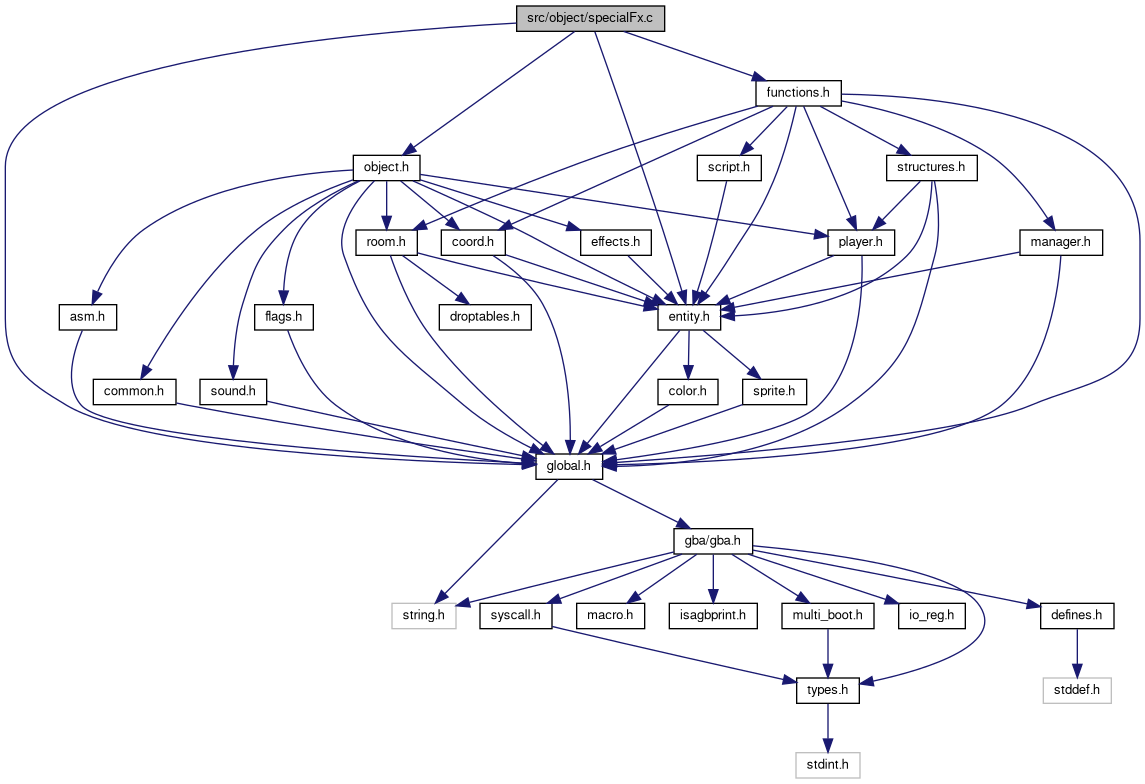 src/object/specialFx.c
functions.h
object.h
script.h
structures.h
room.h
coord.h
effects.h
player.h
manager.h
asm.h
flags.h
droptables.h
entity.h
common.h
sound.h
color.h
sprite.h
global.h
gba/gba.h
string.h
syscall.h
macro.h
isagbprint.h
multi_boot.h
io_reg.h
defines.h
types.h
stddef.h
stdint.h